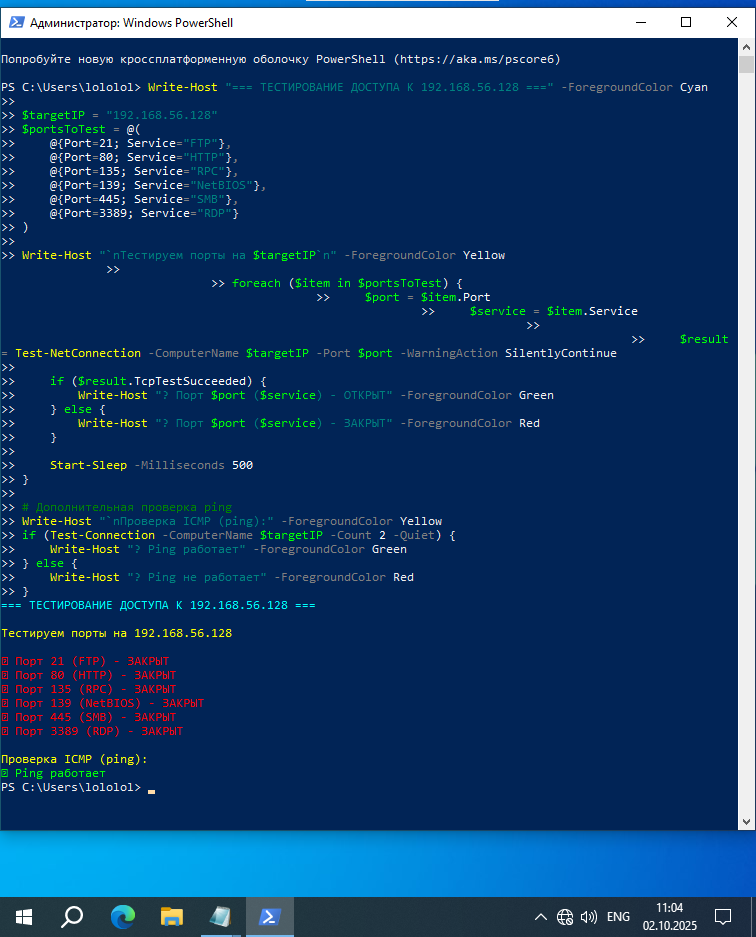 Администратор: Windows PowerShell
Попробуйте новую кроссплатформенную оболочку PowerShell (https://aka.ms/pscore6)
PS C:\Users\lololol> Write-Host "=== ТЕСТИРОВАНИЕ ДОСТУПА К 192.168.56.128 ===" -ForegroundColor Cyan
>>
>> $targetIP = "192.168.56.128"
>> $portsToTest = @(
>>     @{Port=21; Service="FTP"},
>>     @{Port=80; Service="HTTP"},
>>     @{Port=135; Service="RPC"},
>>     @{Port=139; Service="NetBIOS"},
>>     @{Port=445; Service="SMB"},
>>     @{Port=3389; Service="RDP"}
>> )
>>
>> Write-Host "`nТестируем порты на $targetIP`n" -ForegroundColor Yellow
>>
>> foreach ($item in $portsToTest) {
>>     $port = $item.Port
>>     $service = $item.Service
>>
>>     $result
= Test-NetConnection -ComputerName $targetIP -Port $port -WarningAction SilentlyContinue
>>
>>     if ($result.TcpTestSucceeded) {
>>         Write-Host "? Порт $port ($service) - ОТКРЫТ" -ForegroundColor Green
>>     } else {
>>         Write-Host "? Порт $port ($service) - ЗАКРЫТ" -ForegroundColor Red
>>     }
>>
>>     Start-Sleep -Milliseconds 500
>> }
>>
>> # Дополнительная проверка ping
>> Write-Host "`nПроверка ICMP (ping):" -ForegroundColor Yellow
>> if (Test-Connection -ComputerName $targetIP -Count 2 -Quiet) {
>>     Write-Host "? Ping работает" -ForegroundColor Green
>> } else {
>>     Write-Host "? Ping не работает" -ForegroundColor Red
>> }
=== ТЕСТИРОВАНИЕ ДОСТУПА К 192.168.56.128 ===
Тестируем порты на 192.168.56.128
Порт 21 (FTP) - ЗАКРЫТ
Порт 80 (HTTP) - ЗАКРЫТ
Порт 135 (RPC) - ЗАКРЫТ
Порт 139 (NetBIOS) - ЗАКРЫТ
Порт 445 (SMB) - ЗАКРЫТ
Порт 3389 (RDP) - ЗАКРЫТ
Проверка ICMP (ping):
Ping работает
PS C:\Users\lololol>
ENG
11:04
02.10.2025